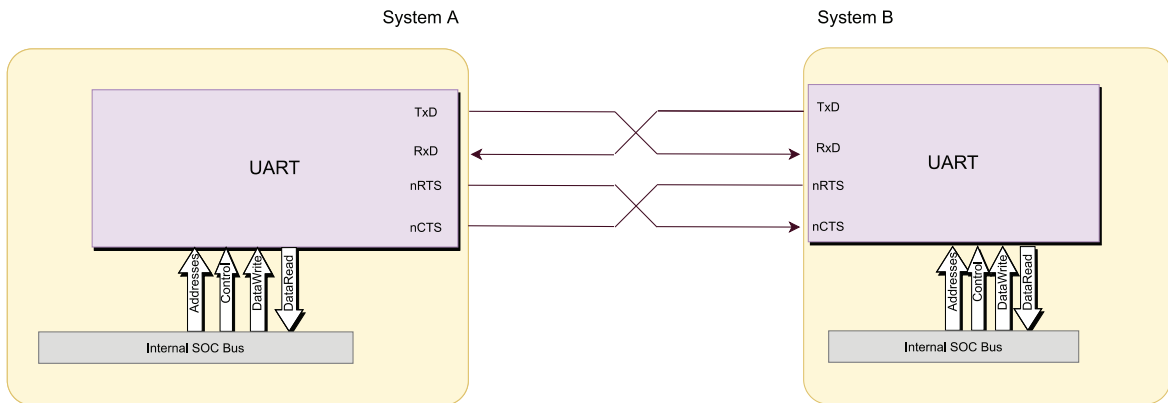 System A
System B
TxD
RxD
UART
nRTS
nCTS
TxD
RxD
UART
nRTS
nCTS
Addresses
Control
DataWrite
DataRead
Addresses
Control
DataWrite
DataRead
Internal SOC Bus
Internal SOC Bus